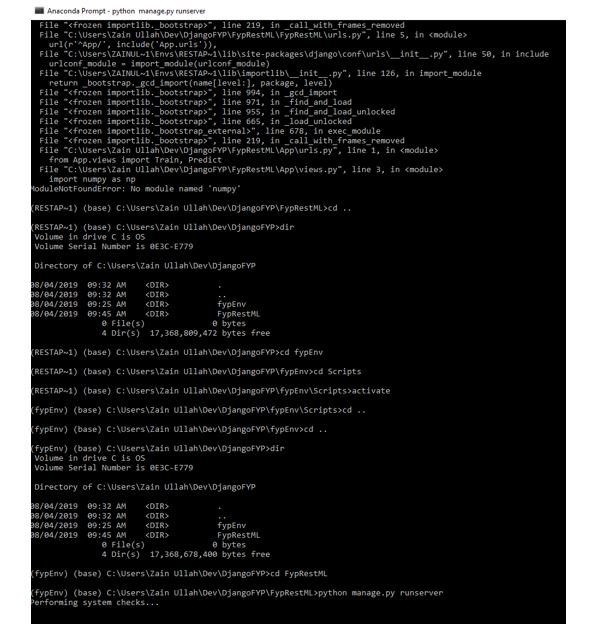 Anaconda Prompt - python  manage.py runserver
File "<frozen importlib._bootstrap>", line 219, in _call_with_frames_removed
File "C:\Users\Zain Ullah\Dev\DjangoFYP\FypRestML\FypRestML\urls.py", line 5, in <module>
url(r'^App/', include('App.urls')),
File "C:\Users\ZAINUL~1\Envs\RESTAP~1\lib\site-packages\django\conf\urls\__init__.py", line 50, in include
urlconf_module = import_module(urlconf_module)
File "C:\Users\ZAINUL~1\Envs\RESTAP~1\lib\importlib\__init__.py", line 126, in import_module
return _bootstrap._gcd_import(name[level:], package, level)
File "<frozen importlib._bootstrap>", line 994, in _gcd_import
File "<frozen importlib._bootstrap>", line 971, in _find_and_load
File "<frozen importlib._bootstrap>", line 955, in _find_and_load_unlocked
File "<frozen importlib._bootstrap>", line 665, in _load_unlocked
File "<frozen importlib._bootstrap_external>", line 678, in exec_module
File "<frozen importlib._bootstrap>", line 219, in _call_with_frames_removed
File "C:\Users\Zain Ullah\Dev\DjangoFYP\FypRestML\App\urls.py", line 1, in <module>
from App.views import Train, Predict
File "C:\Users\Zain Ullah\Dev\DjangoFYP\FypRestML\App\views.py", line 3, in <module>
import numpy as np
ModuleNotFoundError: No module named 'numpy'
(RESTAP~1) (base) C:\Users\Zain Ullah\Dev\DjangoFYP\FypRestML>cd ..
(RESTAP~1) (base) C:\Users\Zain Ullah\Dev\DjangoFYP>dir
Volume in drive C is OS
Volume Serial Number is 0E3C-E779
Directory of C:\Users\Zain Ullah\Dev\DjangoFYP
08/04/2019  09:32 AM    <DIR>          .
08/04/2019  09:32 AM    <DIR>          ..
08/04/2019  09:25 AM    <DIR>          fypEnv
08/04/2019  09:45 AM    <DIR>          FypRestML
0 File(s)              0 bytes
4 Dir(s)  17,368,809,472 bytes free
(RESTAP~1) (base) C:\Users\Zain Ullah\Dev\DjangoFYP>cd fypEnv
(RESTAP~1) (base) C:\Users\Zain Ullah\Dev\DjangoFYP\fypEnv>cd Scripts
(RESTAP~1) (base) C:\Users\Zain Ullah\Dev\DjangoFYP\fypEnv\Scripts>activate
(fypEnv) (base) C:\Users\Zain Ullah\Dev\DjangoFYP\fypEnv\Scripts>cd ..
(fypEnv) (base) C:\Users\Zain Ullah\Dev\DjangoFYP\fypEnv>cd ..
(fypEnv) (base) C:\Users\Zain Ullah\Dev\DjangoFYP>dir
Volume in drive C is OS
Volume Serial Number is 0E3C-E779
Directory of C:\Users\Zain Ullah\Dev\DjangoFYP
08/04/2019  09:32 AM    <DIR>          .
08/04/2019  09:32 AM    <DIR>          ..
08/04/2019  09:25 AM    <DIR>          fypEnv
08/04/2019  09:45 AM    <DIR>          FypRestML
0 File(s)              0 bytes
4 Dir(s)  17,368,678,400 bytes free
(fypEnv) (base) C:\Users\Zain Ullah\Dev\DjangoFYP>cd FypRestML
(fypEnv) (base) C:\Users\Zain Ullah\Dev\DjangoFYP\FypRestML>python manage.py runserver
Performing system checks...